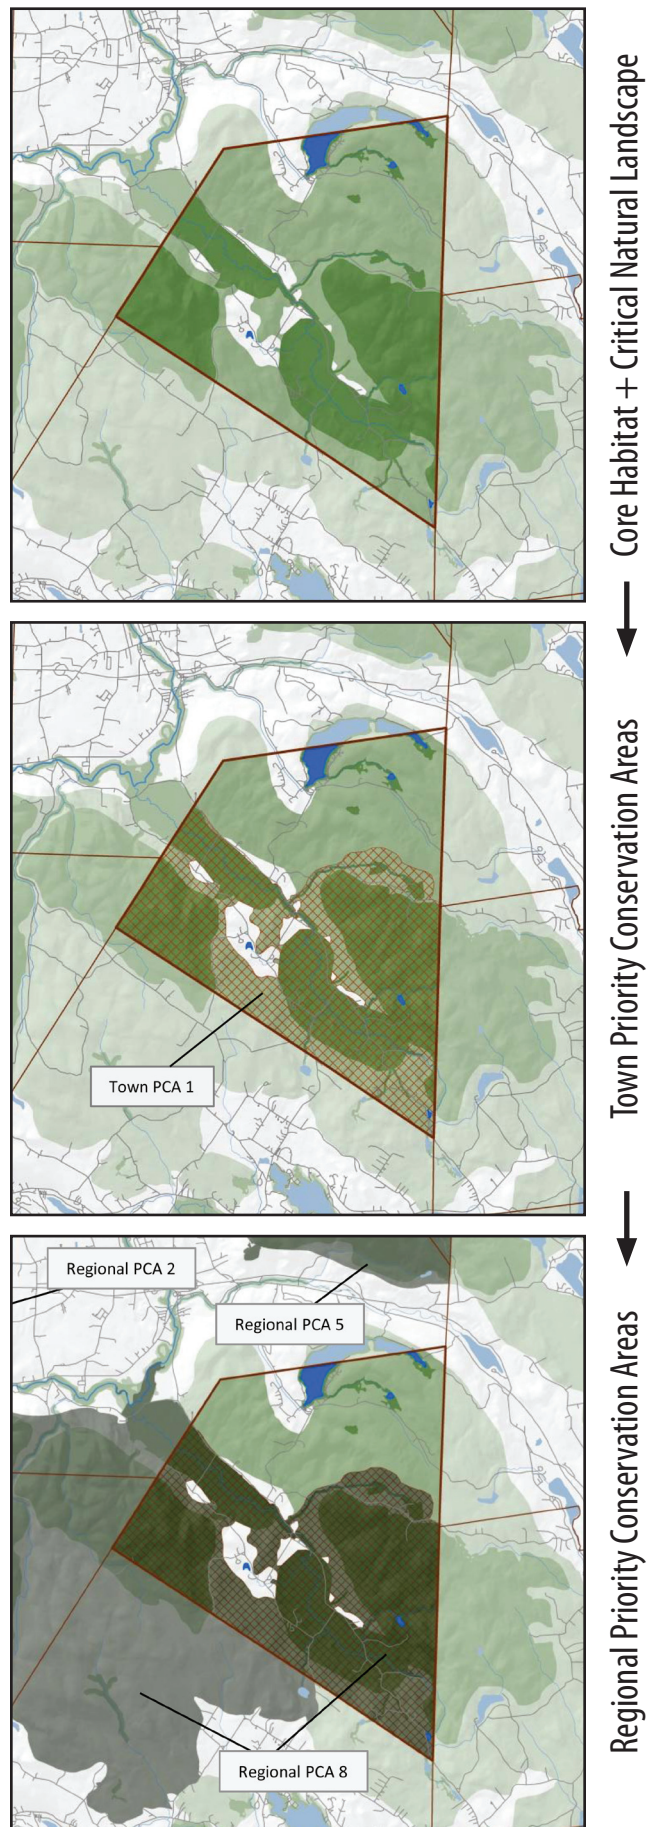 Core Habitat + Critical Natural Landscape
Town Priority Conservation Areas
Town PCA 1
Regional Priority Conservation Areas
Regional PCA 2
Regional PCA 5
Regional PCA 8